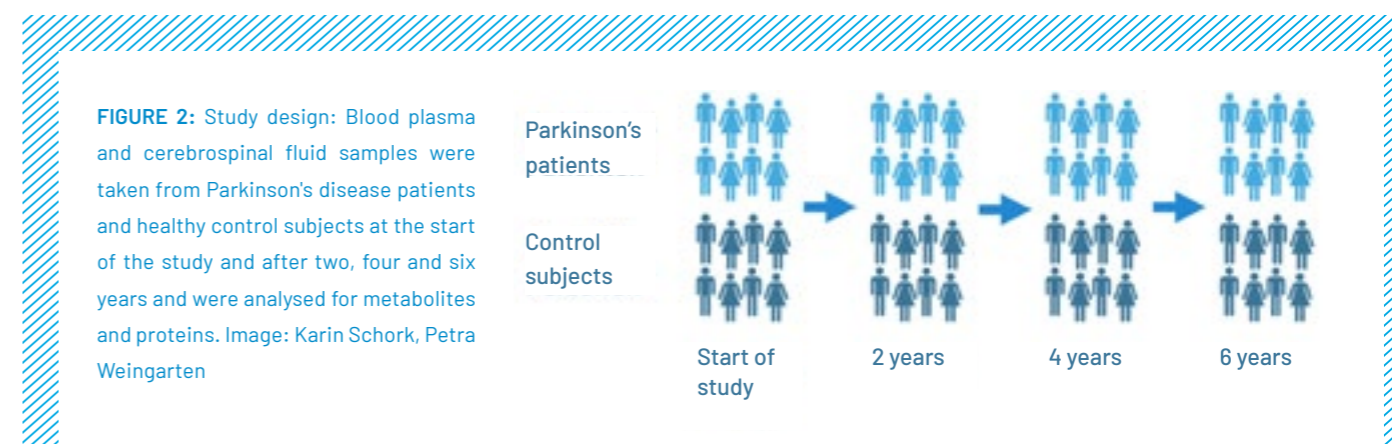 FIGURE 2: Study design: Blood plasma
and cerebrospinal fluid samples were
taken from Parkinson's disease patients
and healthy control subjects at the start
of the study and after two, four and six
years and were analysed for metabolites
and proteins. Image: Karin Schork, Petra
Weingarten
Parkinson's
patients
Control
subjects
Start of
study
2 years
4 years
6 years